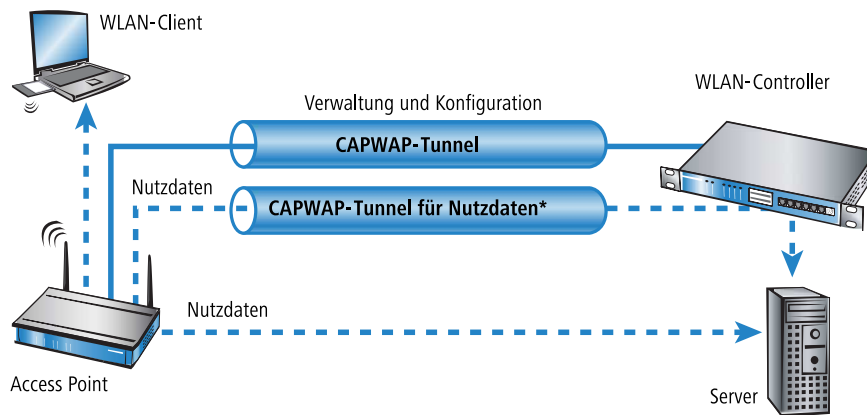 WLAN-Client
WLAN-Controller
Verwaltung und Konfiguration
CAPWAP-Tunnel
Nutzdaten
CAPWAP-Tunnel für Nutzdaten*
Nutzdaten
Access Point
Server